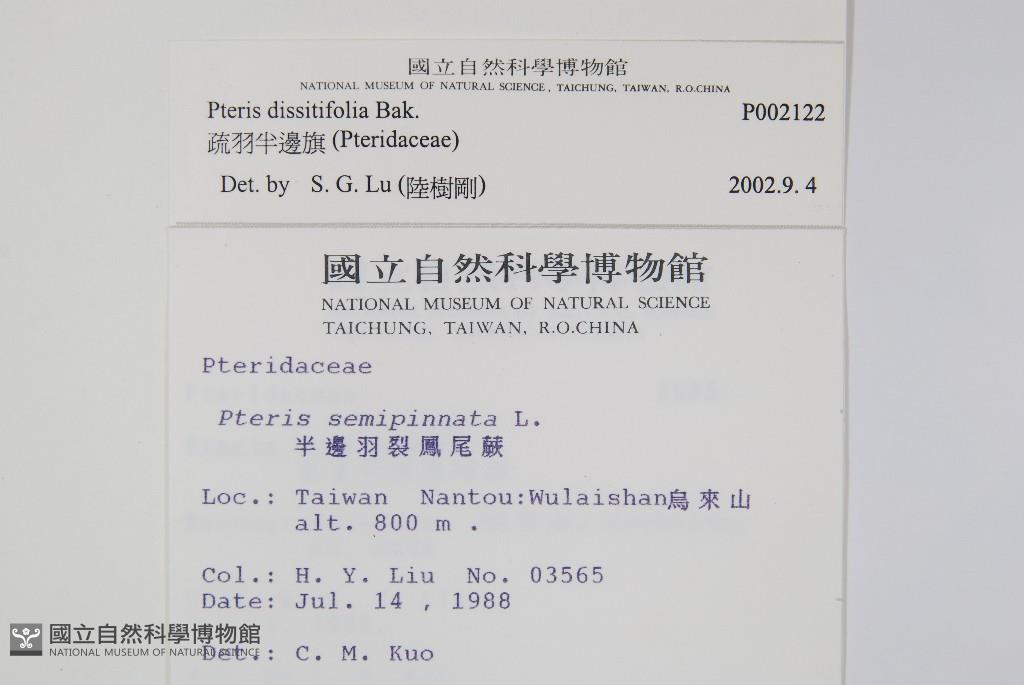 國立自然科學博物館
NATIONAL MUSEUM OF NATURAL SCIENCE, TAICHUNG, TAIWAN, R.O.CHINA
Pteris dissitifolia Bak. P002122
疏羽半邊旗 (Pteridaceae)
Det. by S. G. Lu (陸樹剛) 2002.9. 4
國立自然科學博物館
NATIONAL MUSEUM OF NATURAL SCIENCE
TAICHUNG, TAIWAN, R.O.CHINA
Pteridaceae
Pteris semipinnata L.
半邊羽裂鳳尾蕨
Loc.: Taiwan Nantou:Wulaishan烏來山
alt. 800 m .
Col.: H. Y. Liu No. 03565
Date: Jul. 14 , 1988
國立自然科學博物館
NATIONAL MUSEUM OF NATURAL SCIENCE
Det.: C. M. Kuo